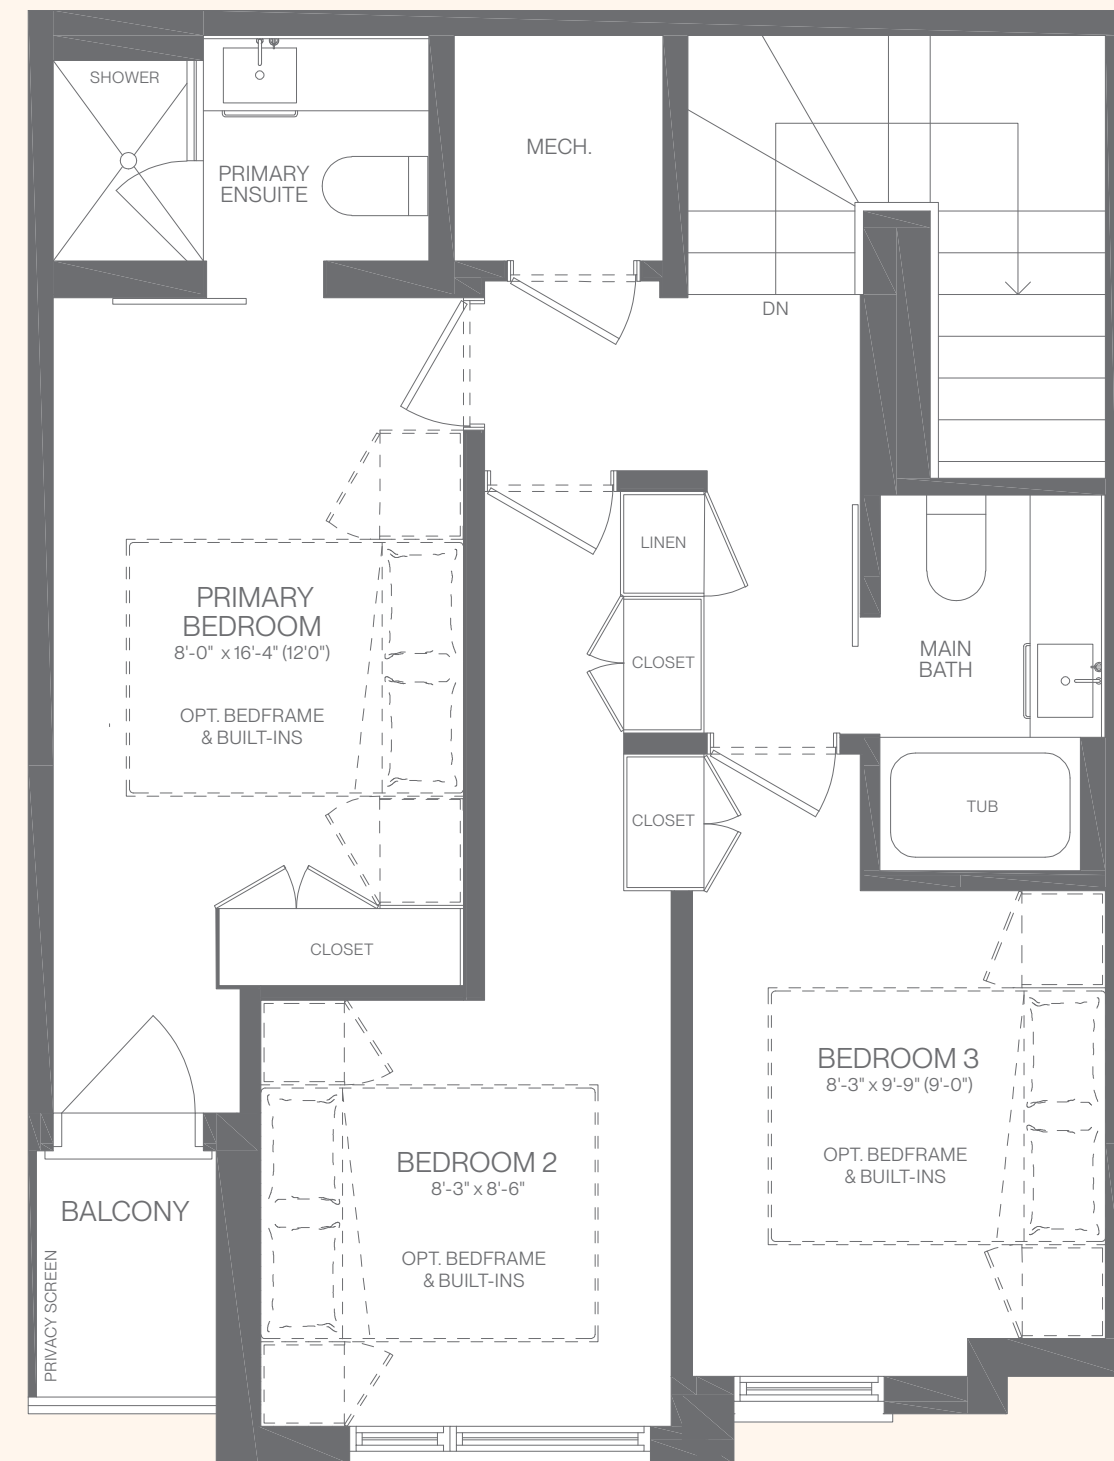 SHOWER
PRIMARY
ENSUITE
MECH.
DN
LINEN
PRIMARY
BEDROOM
8'-0" x 16'-4" (12'0")
OPT. BEDFRAME
& BUILT-INS
CLOSET
MAIN
BATH
CLOSET
TUB
CLOSET
BEDROOM 3
8'-3" x 9'-9" (9'-0")
OPT. BEDFRAME
& BUILT-INS
BEDROOM 2
8'-3" x 8'-6"
OPT. BEDFRAME
& BUILT-INS
BALCONY
PRIVACY SCREEN